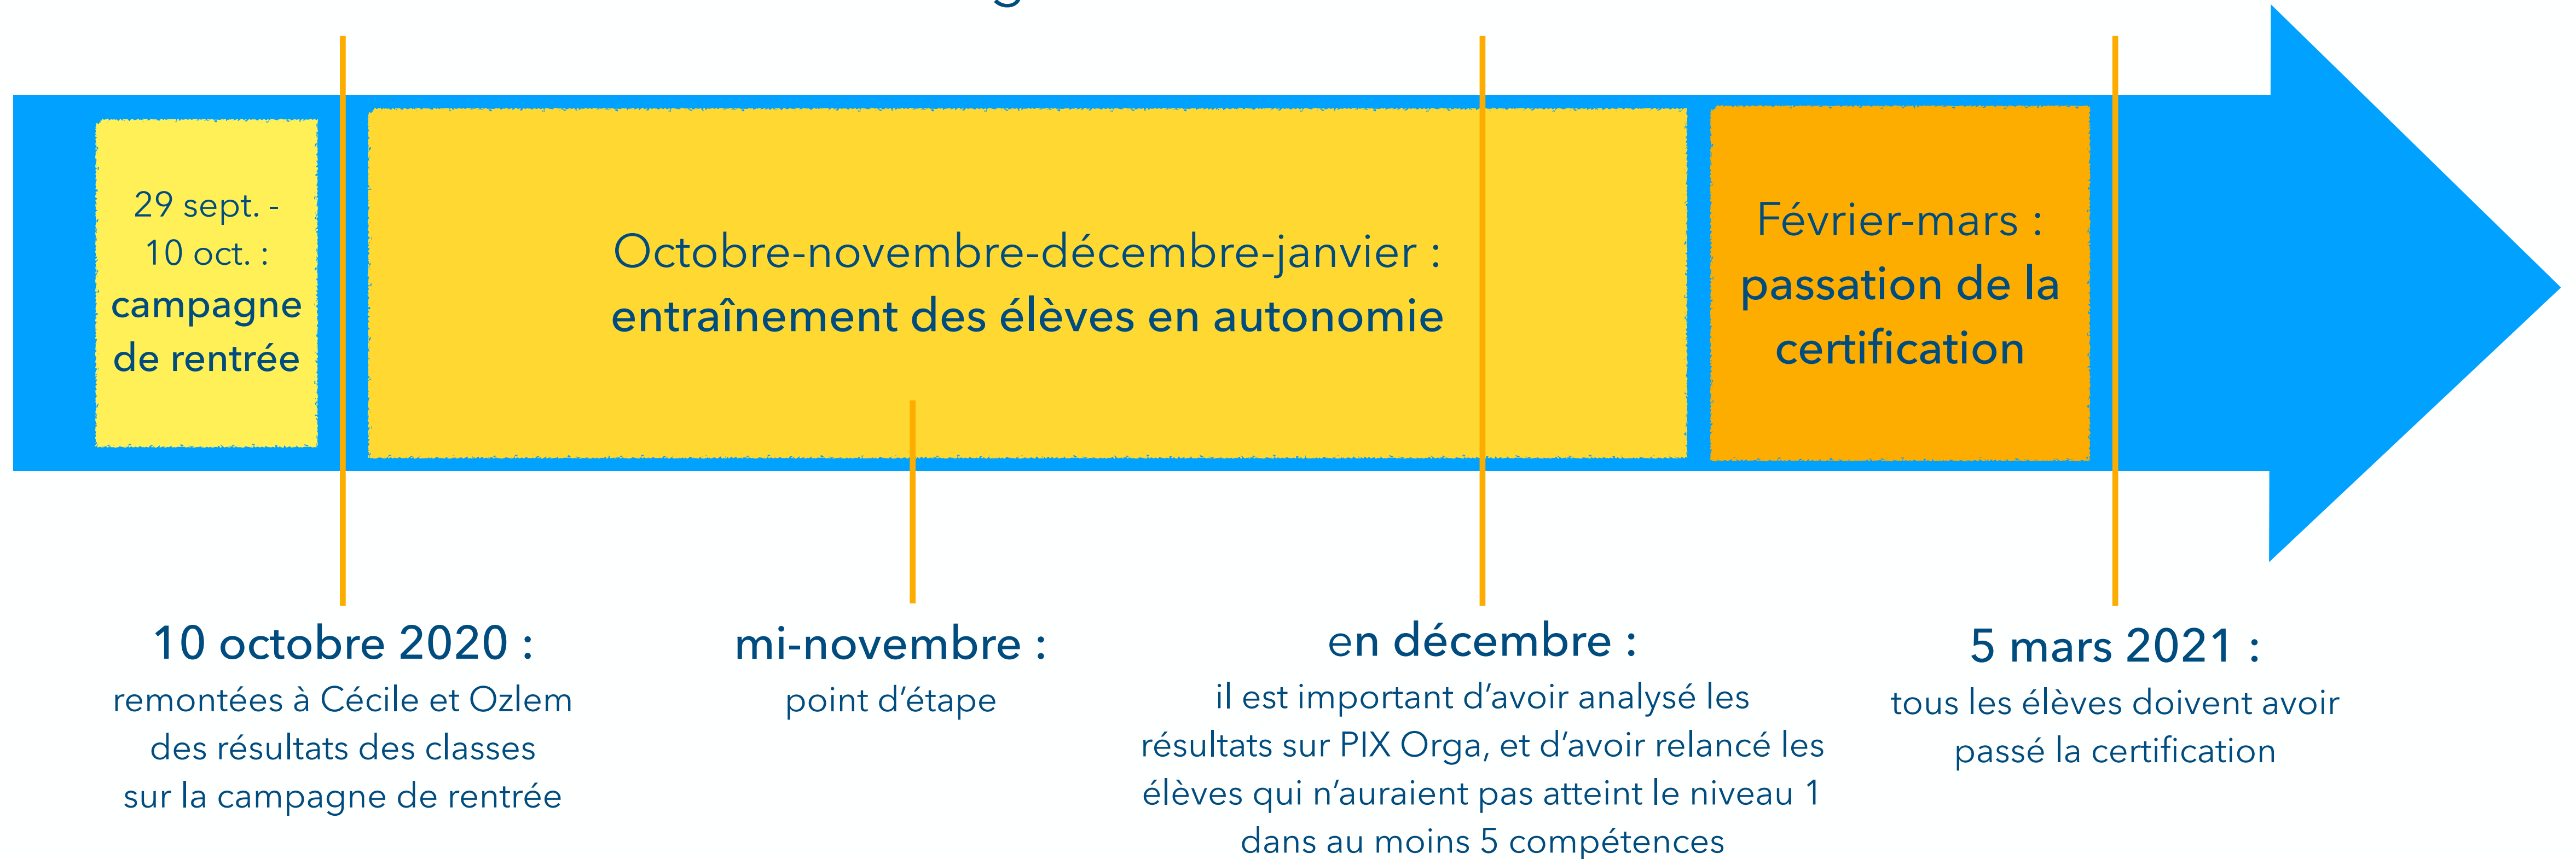 29 sept. -
10 oct. :
campagne
de rentrée
Octobre-novembre-décembre-janvier :
entraînement des élèves en autonomie
Février-mars :
passation de la
certification
10 octobre 2020 :
remontées à Cécile et Ozlem
des résultats des classes
sur la campagne de rentrée
mi-novembre :
point d’étape
en décembre :
il est important d’avoir analysé les
résultats sur PIX Orga, et d’avoir relancé les
élèves qui n’auraient pas atteint le niveau 1
dans au moins 5 compétences
5 mars 2021 :
tous les élèves doivent avoir
passé la certification